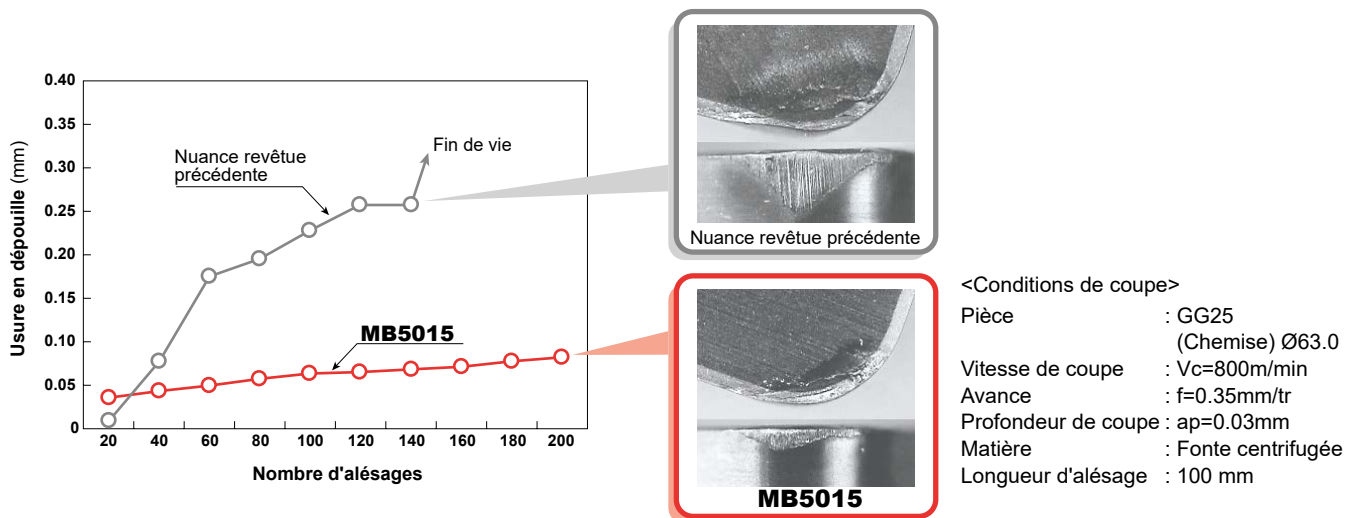 0.40
0.35
0.30
0.25
0.20
0.15
0.10
0.05
0
Usure en dépouille (mm)
20 40 60 80 100 120 140 160 180 200
Nombre d'alésages
Nuance revêtue
précédente
Fin de vie
MB5015
Nuance revêtue précédente
MB5015
<Conditions de coupe>
Pièce : GG25
(Chemise) Ø63.0
Vitesse de coupe : Vc=800m/min
Avance : f=0.35mm/tr
Profondeur de coupe : ap=0.03mm
Matière : Fonte centrifugée
Longueur d'alésage : 100 mm